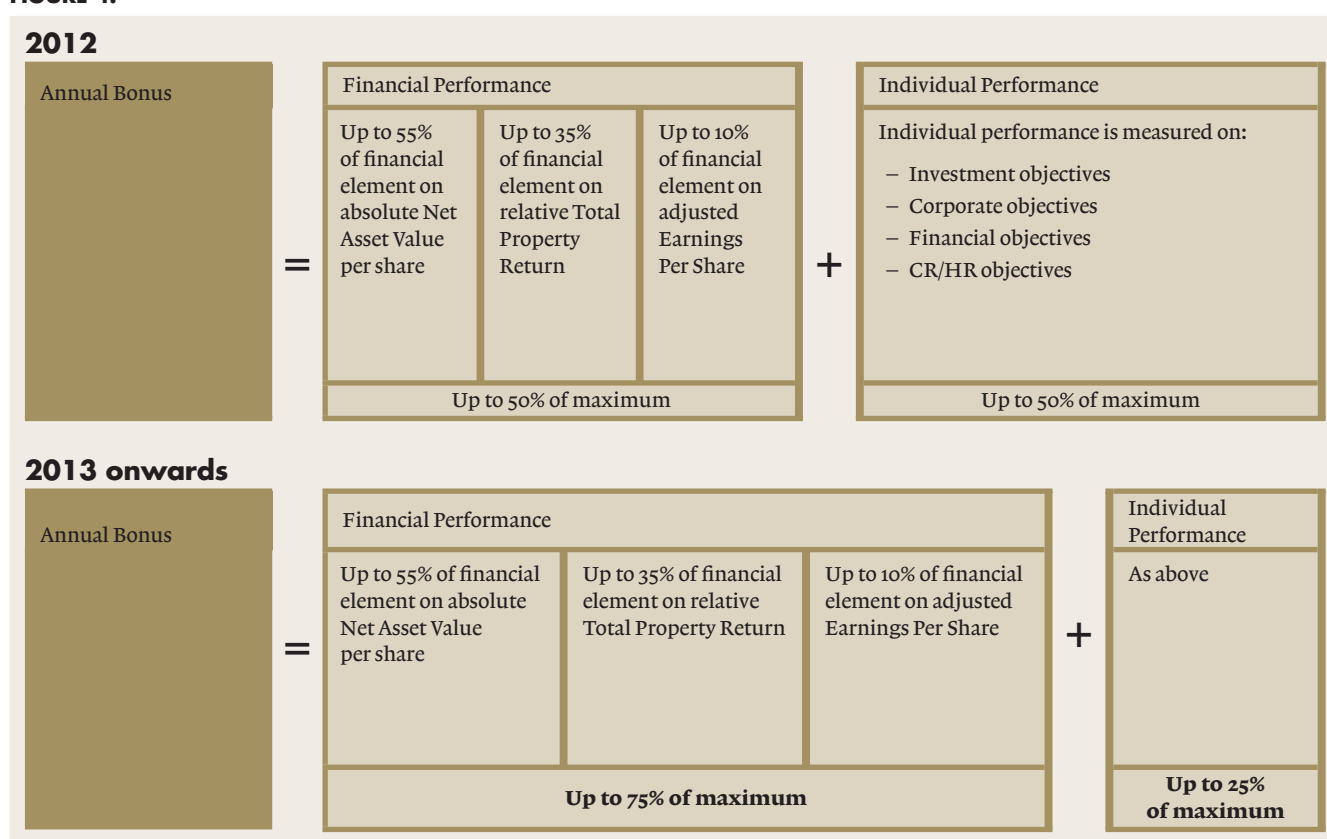 2012
Annual Bonus
=
Financial Performance
Up to 55%
of financial
element on
absolute Net
Asset Value
per share
Up to 35%
of financial
element on
relative Total
Property
Return
Up to 10%
of financial
element on
adjusted
Earnings
Per Share
Up to 50% of maximum
+
Individual Performance
Individual performance is measured on:
– Investment objectives
– Corporate objectives
– Financial objectives
– CR/HR objectives
Up to 50% of maximum
2013 onwards
Annual Bonus
=
Financial Performance
Up to 55% of financial
element on absolute
Net Asset Value
per share
Up to 35% of financial
element on relative
Total Property Return
Up to 10% of financial
element on adjusted
Earnings Per Share
Up to 75% of maximum
+
Individual
Performance
As above
Up to 25%
of maximum